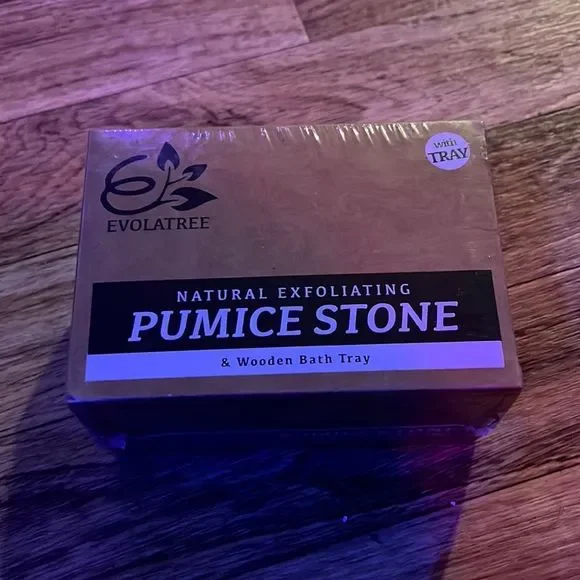 with
TRAY
EVOLATREE
NATURAL EXFOLIATING
PUMICE STONE
& Wooden Bath Tray